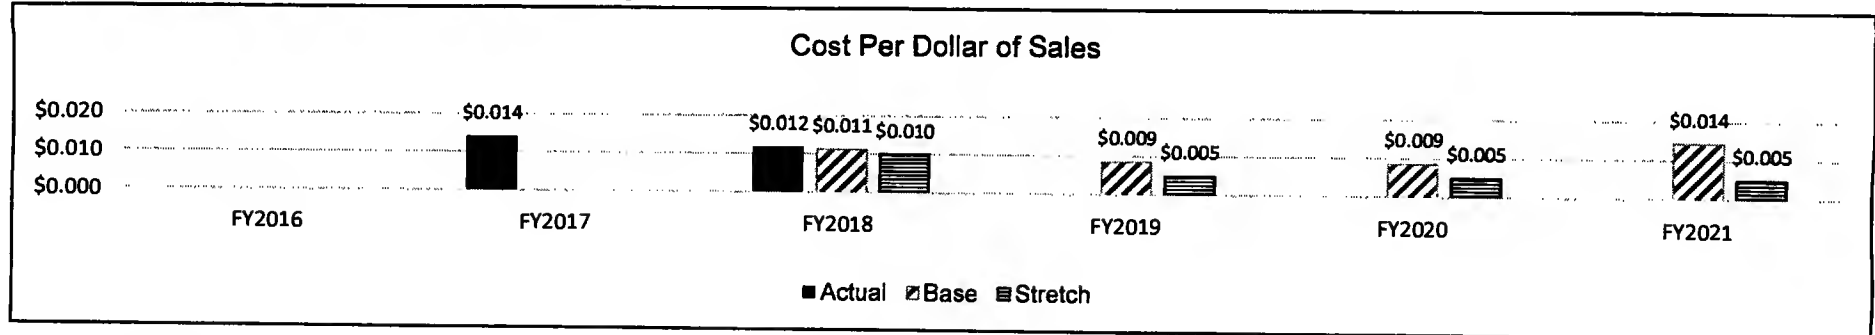 Cost Per Dollar of Sales
$0.020
$0.010
$0.000
$0.014
$0.012 $0.011 $0.010
$0.009 $0.005
$0.009 $0.005
$0.014 $0.005
FY2016 FY2017 FY2018 FY2019 FY2020 FY2021
Actual Base Stretch